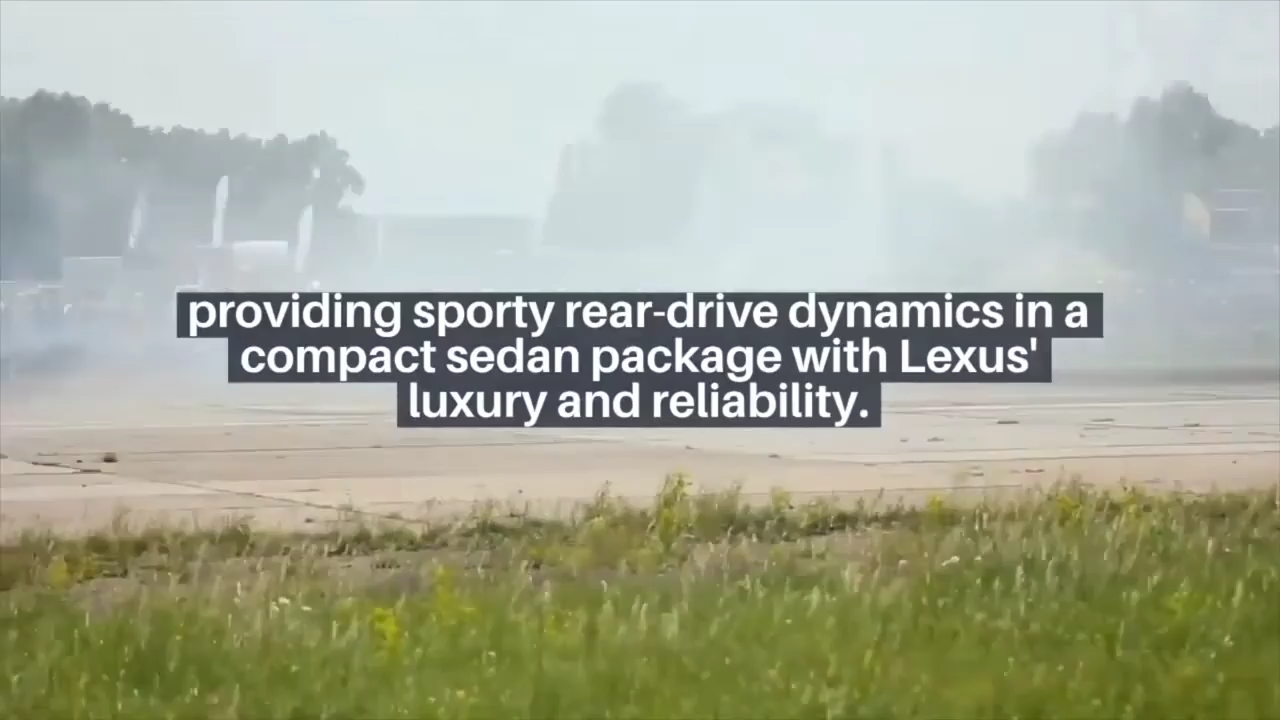 providing sporty rear-drive dynamics in a
compact sedan package with Lexus'
luxury and reliability.